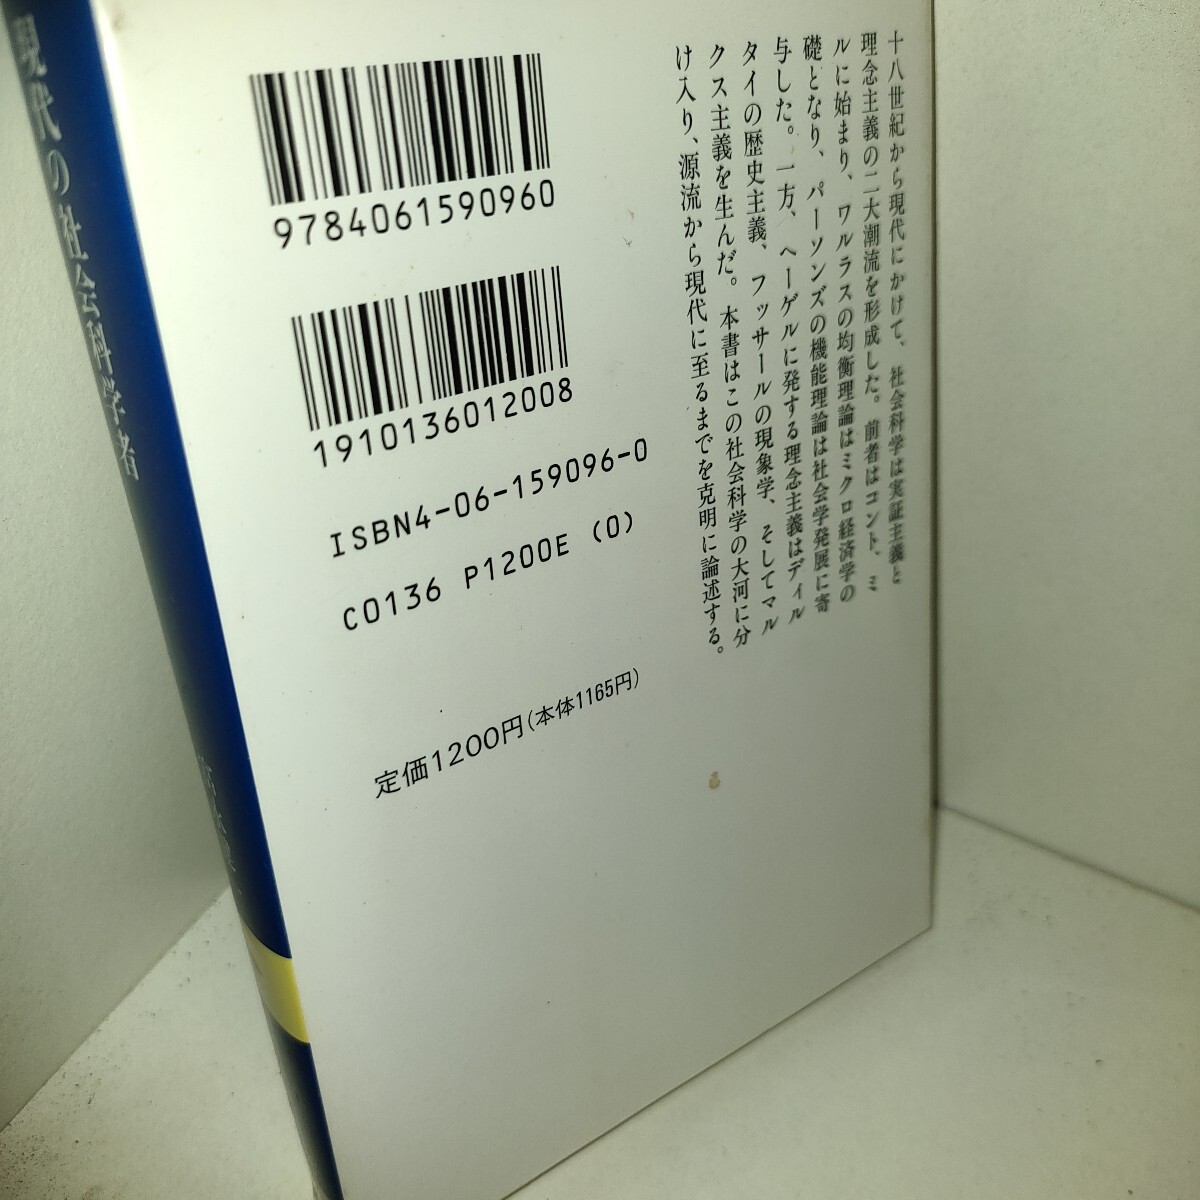 現代の社会科学者
9784061590960
1910136012008
ISBN4-06-159096-0
C0136 P1200E (0)
定価1200円(本体1165円)
十八世紀から現代にかけて、社会科学は実証主義と
理念主義の二大潮流を形成した。前者はコント、ミ
ルに始まり、ワルラスの均衡理論はミクロ経済学の
礎となり、パーソンズの機能理論は社会学発展に寄
与した。一方、ヘーゲルに発する理念主義はディル
タイの歴史主義、フッサールの現象学、そしてマル
クス主義を生んだ。本書はこの社会科学の大河に分
け入り、源流から現代に至るまでを克明に論述する。